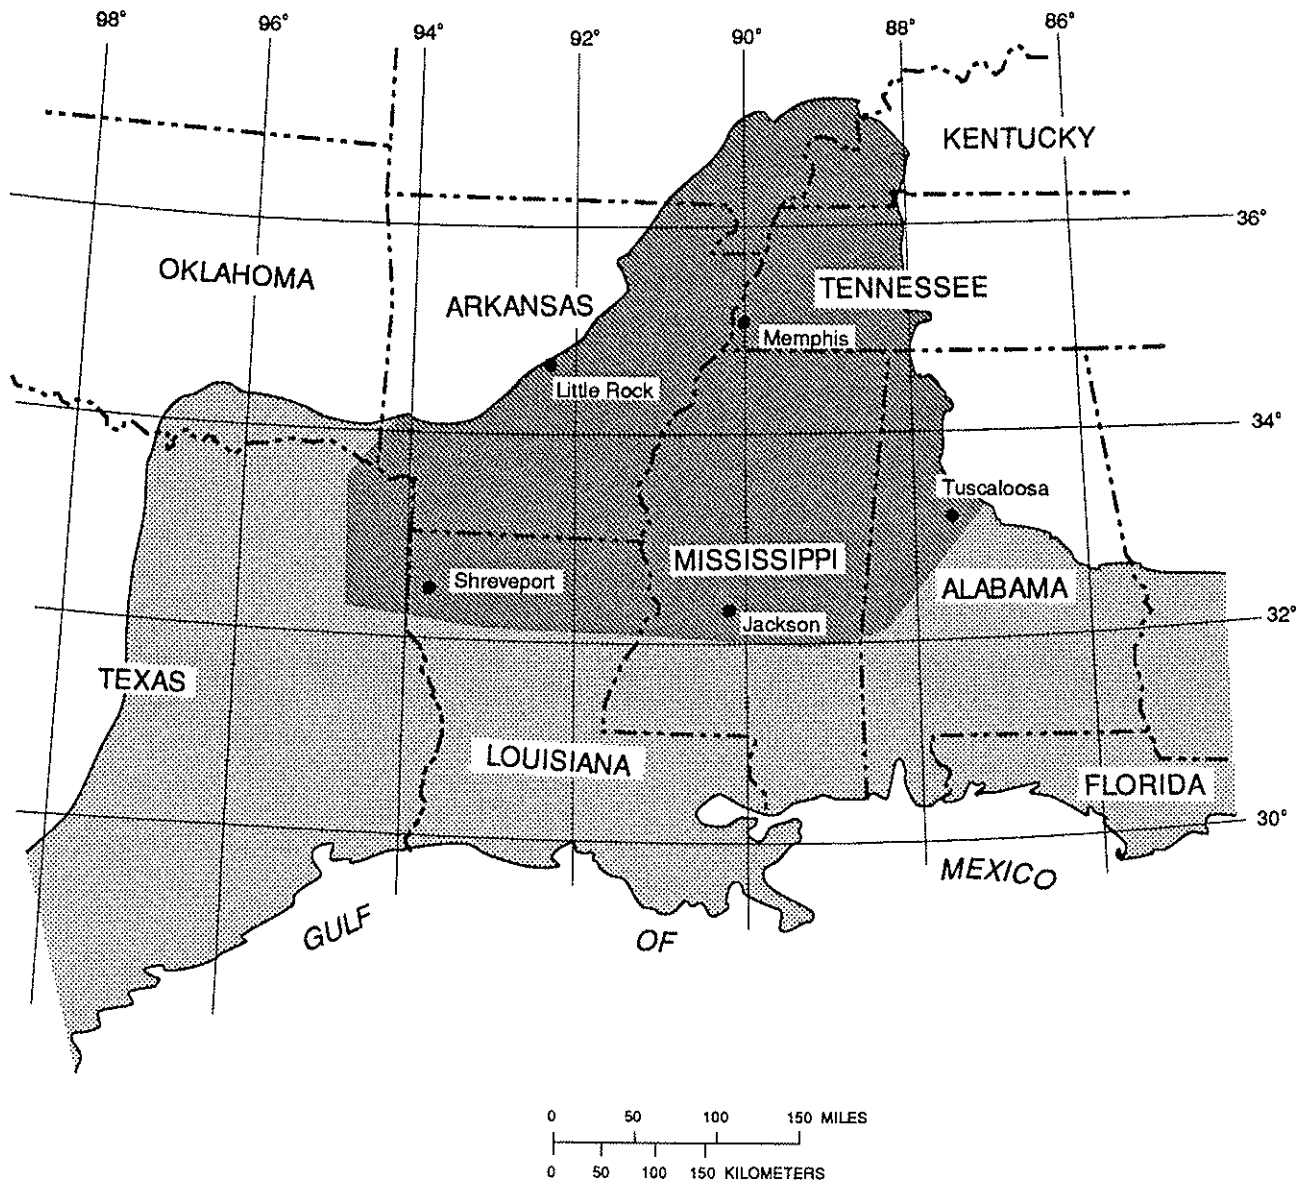 98° 96° 94° 92° 90° 88° 86°
KENTUCKY
36°
OKLAHOMA
ARKANSAS
TENNESSEE
Memphis
Little Rock
34°
Tuscaloosa
MISSISSIPPI
Shreveport
ALABAMA
Jackson
32°
TEXAS
LOUISIANA
FLORIDA
30°
GULF OF MEXICO
0 50 100 150 MILES
0 50 100 150 KILOMETERS